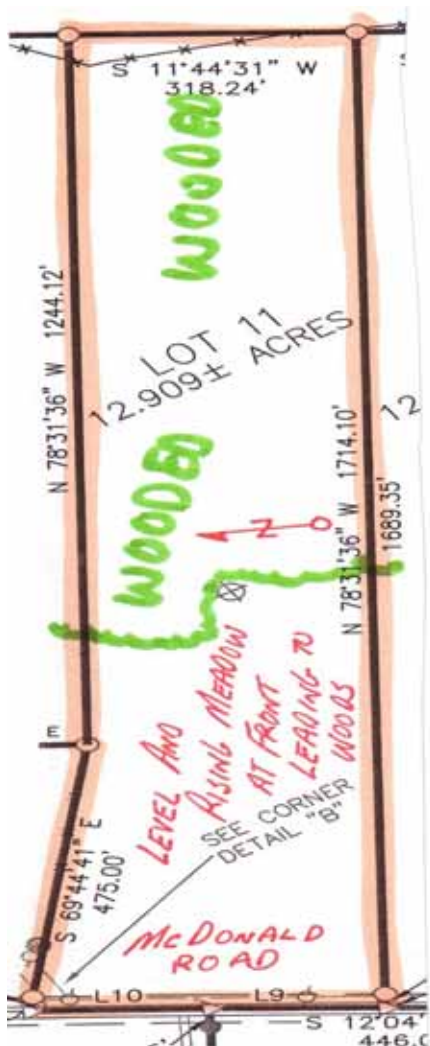 S 11°44'31" W
318.24'
WOODED
N 78°31'36" W 1244.12'
LOT 11
12.909± ACRES
12
WOODED
N
N 78°31'36" W 1714.10'
1689.35'
LEVEL AND
RISING MEADOW
AT FRONT
LEADING TO
WOODS
E
SEE CORNER
DETAIL "B"
S 69°44'41" E
475.00'
MCDONALD
ROAD
L10
L9
S 12°04'
446.0